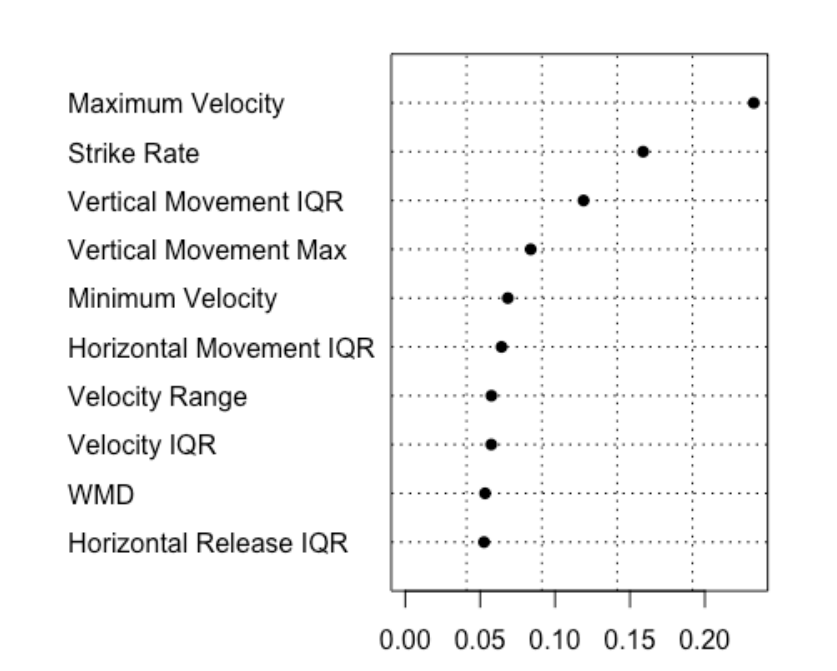 Maximum Velocity
Strike Rate
Vertical Movement IQR
Vertical Movement Max
Minimum Velocity
Horizontal Movement IQR
Velocity Range
Velocity IQR
WMD
Horizontal Release IQR
0.00 0.05 0.10 0.15 0.20